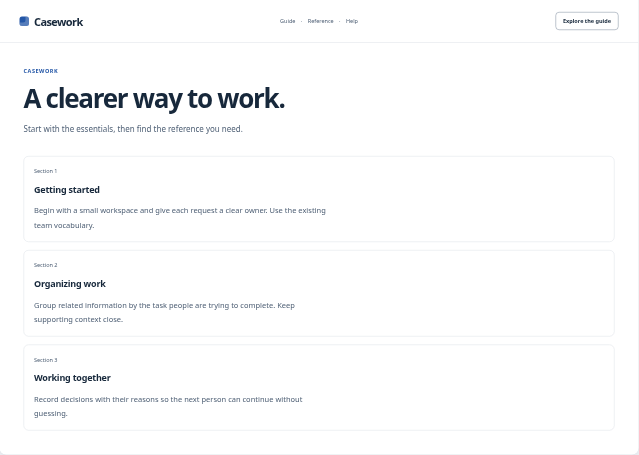 Casework
Guide · Reference · Help
Explore the guide
CASEWORK
A clearer way to work.
Start with the essentials, then find the reference you need.
Section 1
Getting started
Begin with a small workspace and give each request a clear owner. Use the existing
team vocabulary.
Section 2
Organizing work
Group related information by the task people are trying to complete. Keep
supporting context close.
Section 3
Working together
Record decisions with their reasons so the next person can continue without
guessing.